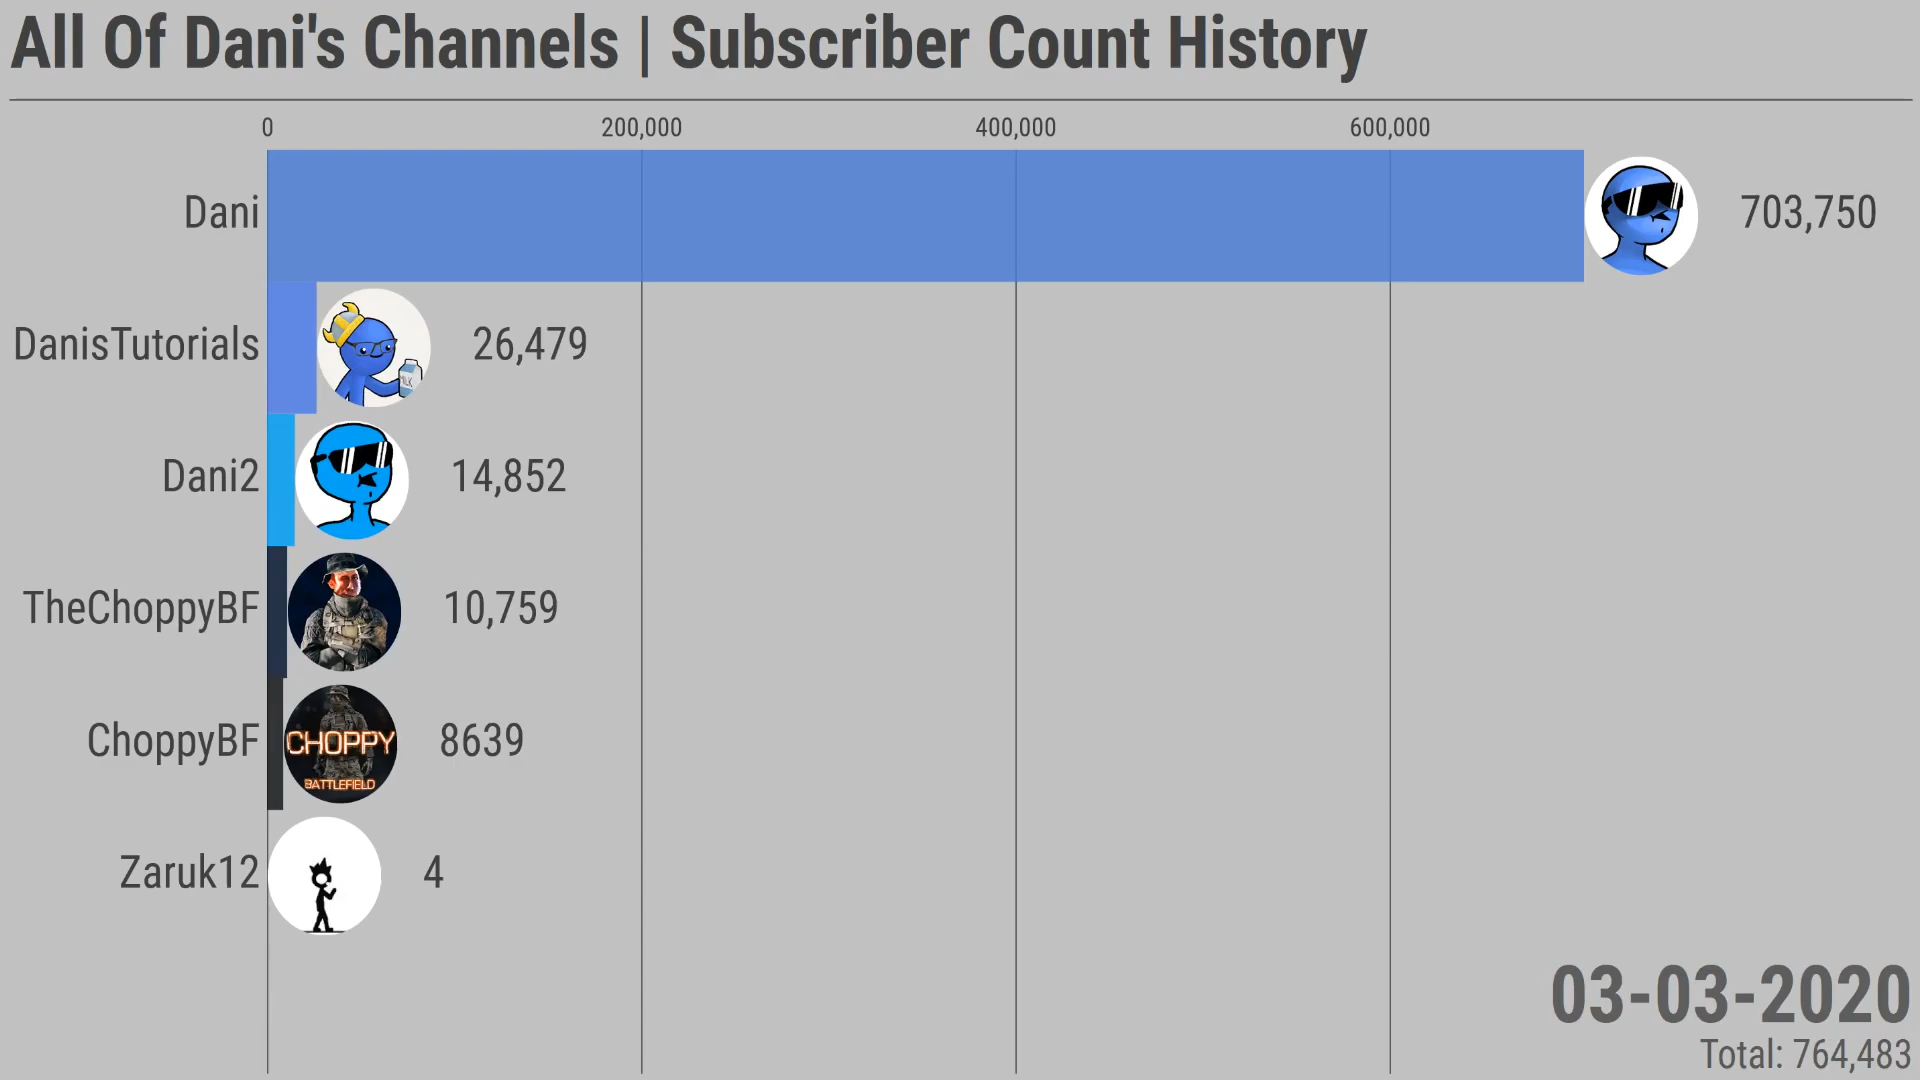 All Of Dani's Channels | Subscriber Count History
0 200,000 400,000 600,000
Dani 703,750
DanisTutorials MILK 26,479
Dani2 14,852
TheChoppyBF 10,759
ChoppyBF CHOPPY BATTLEFIELD 8639
Zaruk12 4
03-03-2020
Total: 764,483